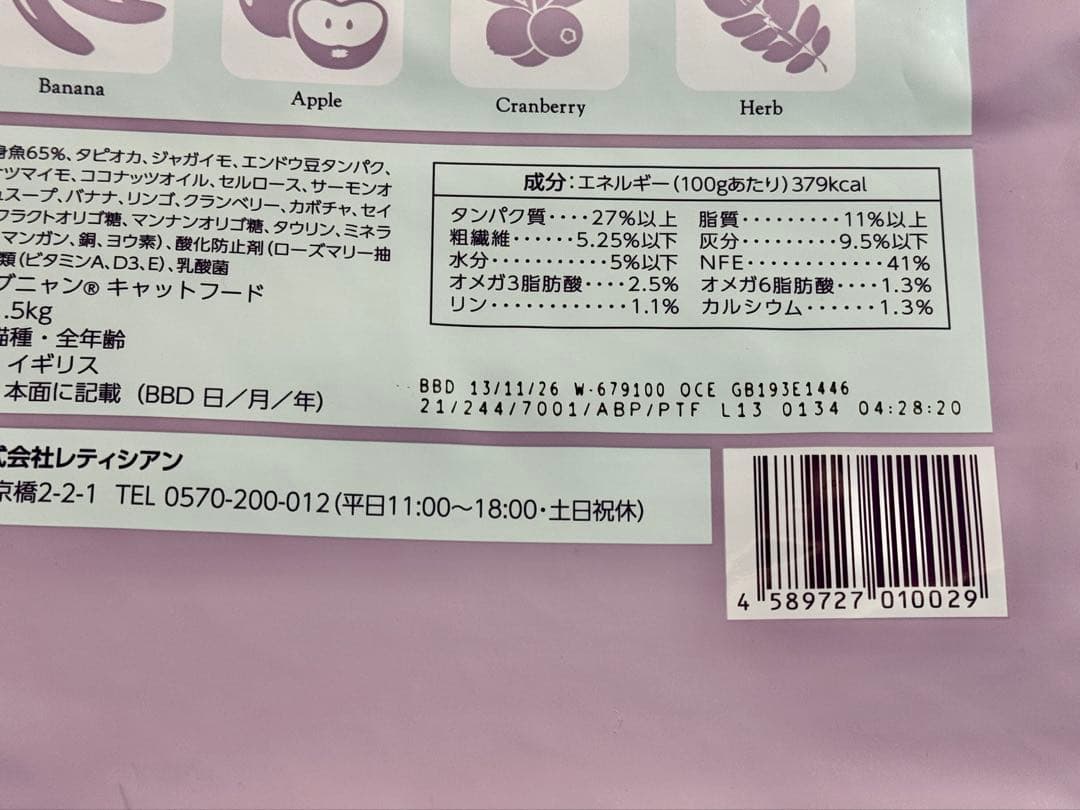 Banana
Apple
Cranberry
Herb
身魚65%、タピオカ、ジャガイモ、エンドウ豆タンパク、
ツマイモ、ココナッツオイル、セルロース、サーモンオ
ュスープ、バナナ、リンゴ、クランベリー、カボチャ、セイ
フラクトオリゴ糖、マンナンオリゴ糖、タウリン、ミネラ
マンガン、銅、ヨウ素)、酸化防止剤(ローズマリー抽
類(ビタミンA、D3、E)、乳酸菌
グニャン® キャットフード
.5kg
猫種・全年齢
イギリス
本面に記載 (BBD 日/月/年)
成分:エネルギー(100gあたり)379kcal
タンパク質‥‥27%以上 脂質‥‥‥‥‥11%以上
粗繊維‥‥‥5.25%以下 灰分‥‥‥‥‥9.5%以下
水分‥‥‥‥‥‥5%以下 NFE‥‥‥‥‥‥41%
オメガ3脂肪酸‥‥2.5% オメガ6脂肪酸‥‥1.3%
リン‥‥‥‥‥‥1.1% カルシウム‥‥‥‥1.3%
BBD 13/11/26 W-679100 OCE GB193E1446
21/244/7001/ABP/PTF L13 0134 04:28:20
式会社レティシアン
京橋2-2-1 TEL 0570-200-012(平日11:00〜18:00・土日祝休)
4 589727 010029